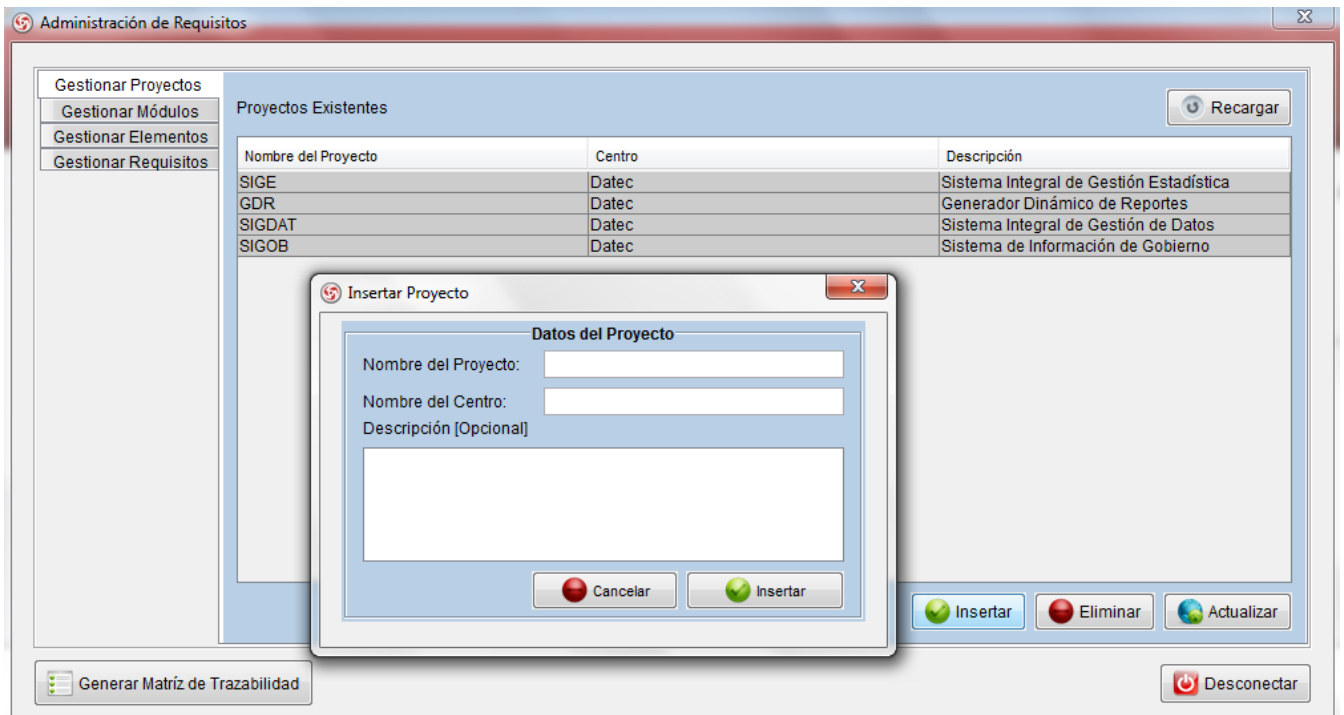 Administración de Requisitos
Gestionar Proyectos
Gestionar Módulos
Gestionar Elementos
Gestionar Requisitos
Proyectos Existentes
Recargar
Nombre del Proyecto Centro Descripción
SIGE Datec Sistema Integral de Gestión Estadística
GDR Datec Generador Dinámico de Reportes
SIGDAT Datec Sistema Integral de Gestión de Datos
SIGOB Datec Sistema de Información de Gobierno
Insertar Proyecto
Datos del Proyecto
Nombre del Proyecto:
Nombre del Centro:
Descripción [Opcional]
Cancelar Insertar
Insertar Eliminar Actualizar
Generar Matríz de Trazabilidad
Desconectar